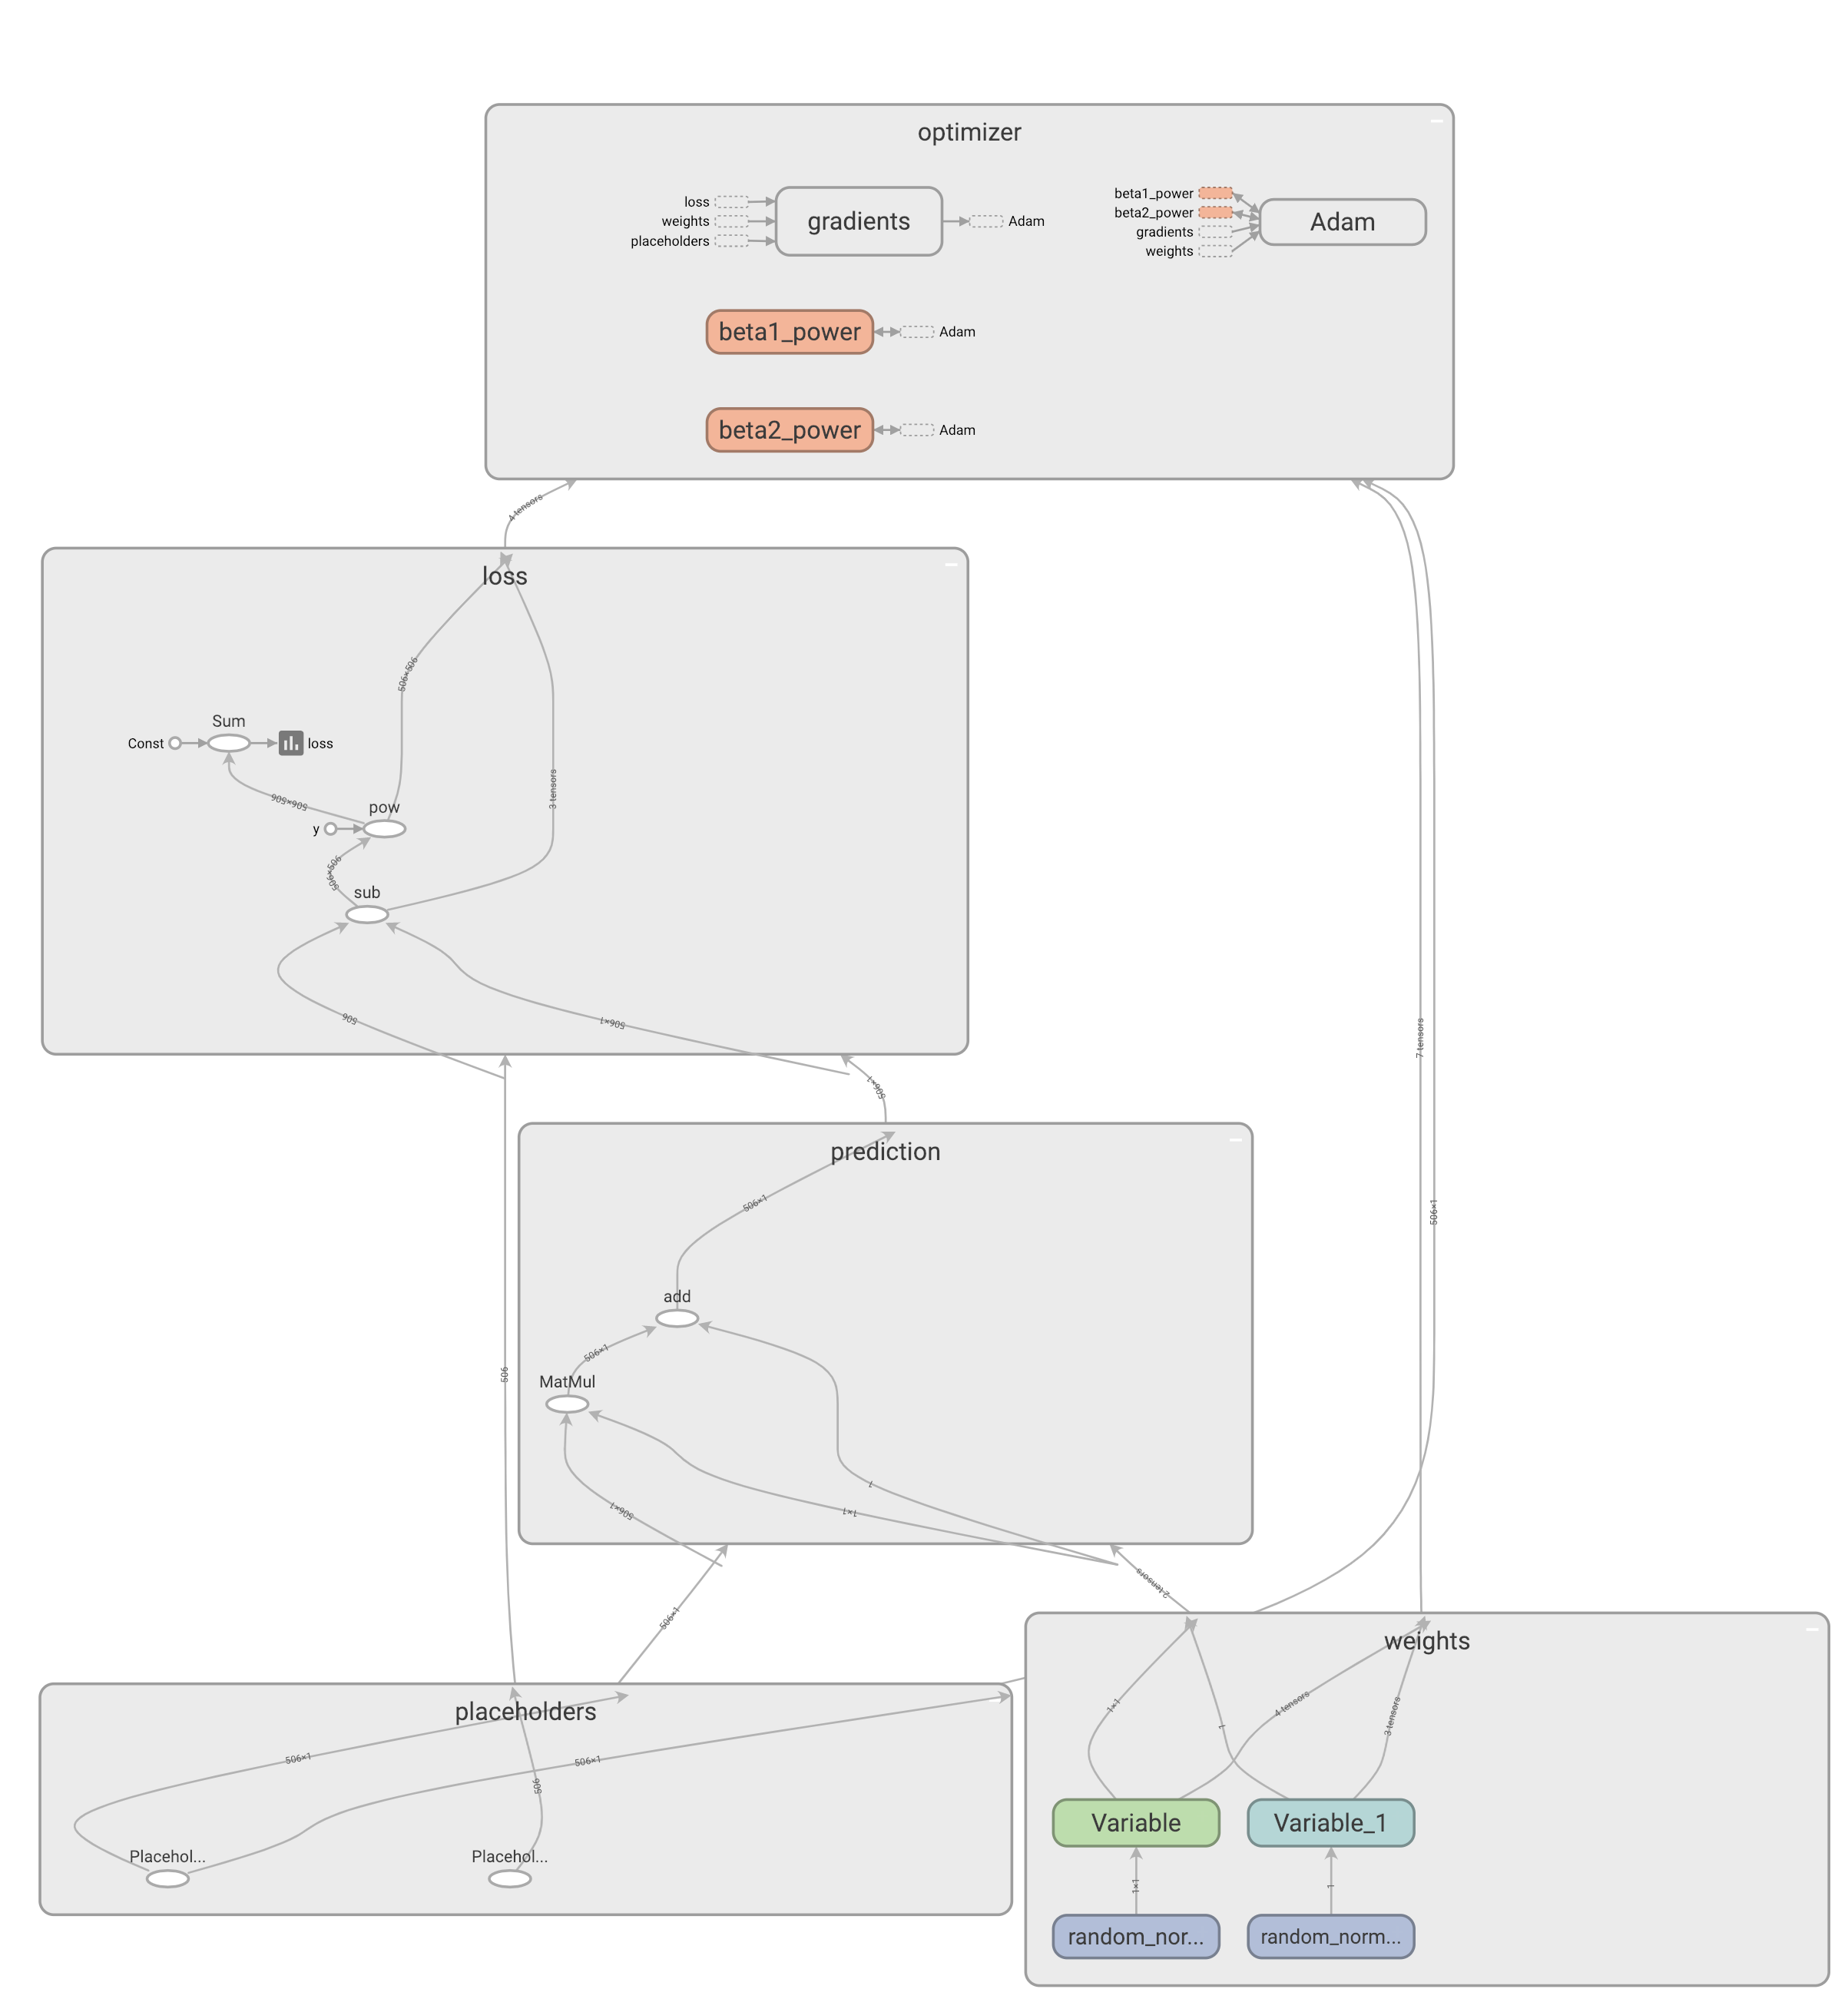 optimizer
loss
weights
placeholders
gradients
Adam
beta1_power
beta2_power
gradients
weights
Adam
beta1_power
Adam
beta2_power
Adam
4 tensors
loss
506×506
Sum
Const
loss
3 tensors
506×506
pow
y
506×506
sub
506
506×1
7 tensors
506×1
506×1
prediction
506×1
add
506×1
MatMul
506
1
1×1
506×1
2 tensors
506×1
weights
placeholders
1×1
1
4 tensors
3 tensors
506×1
506×1
506
Variable
Variable_1
Placehol...
Placehol...
1×1
1
random_nor...
random_norm...